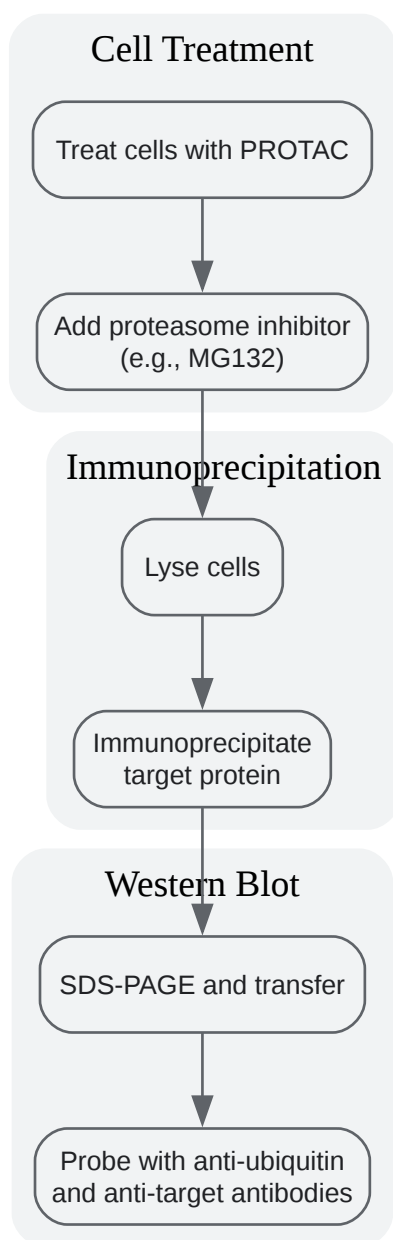 Cell Treatment
Treat cells with PROTAC
Add proteasome inhibitor
(e.g., MG132)
Immunoprecipitation
Lyse cells
Immunoprecipitate
target protein
Western Blot
SDS-PAGE and transfer
Probe with anti-ubiquitin
and anti-target antibodies